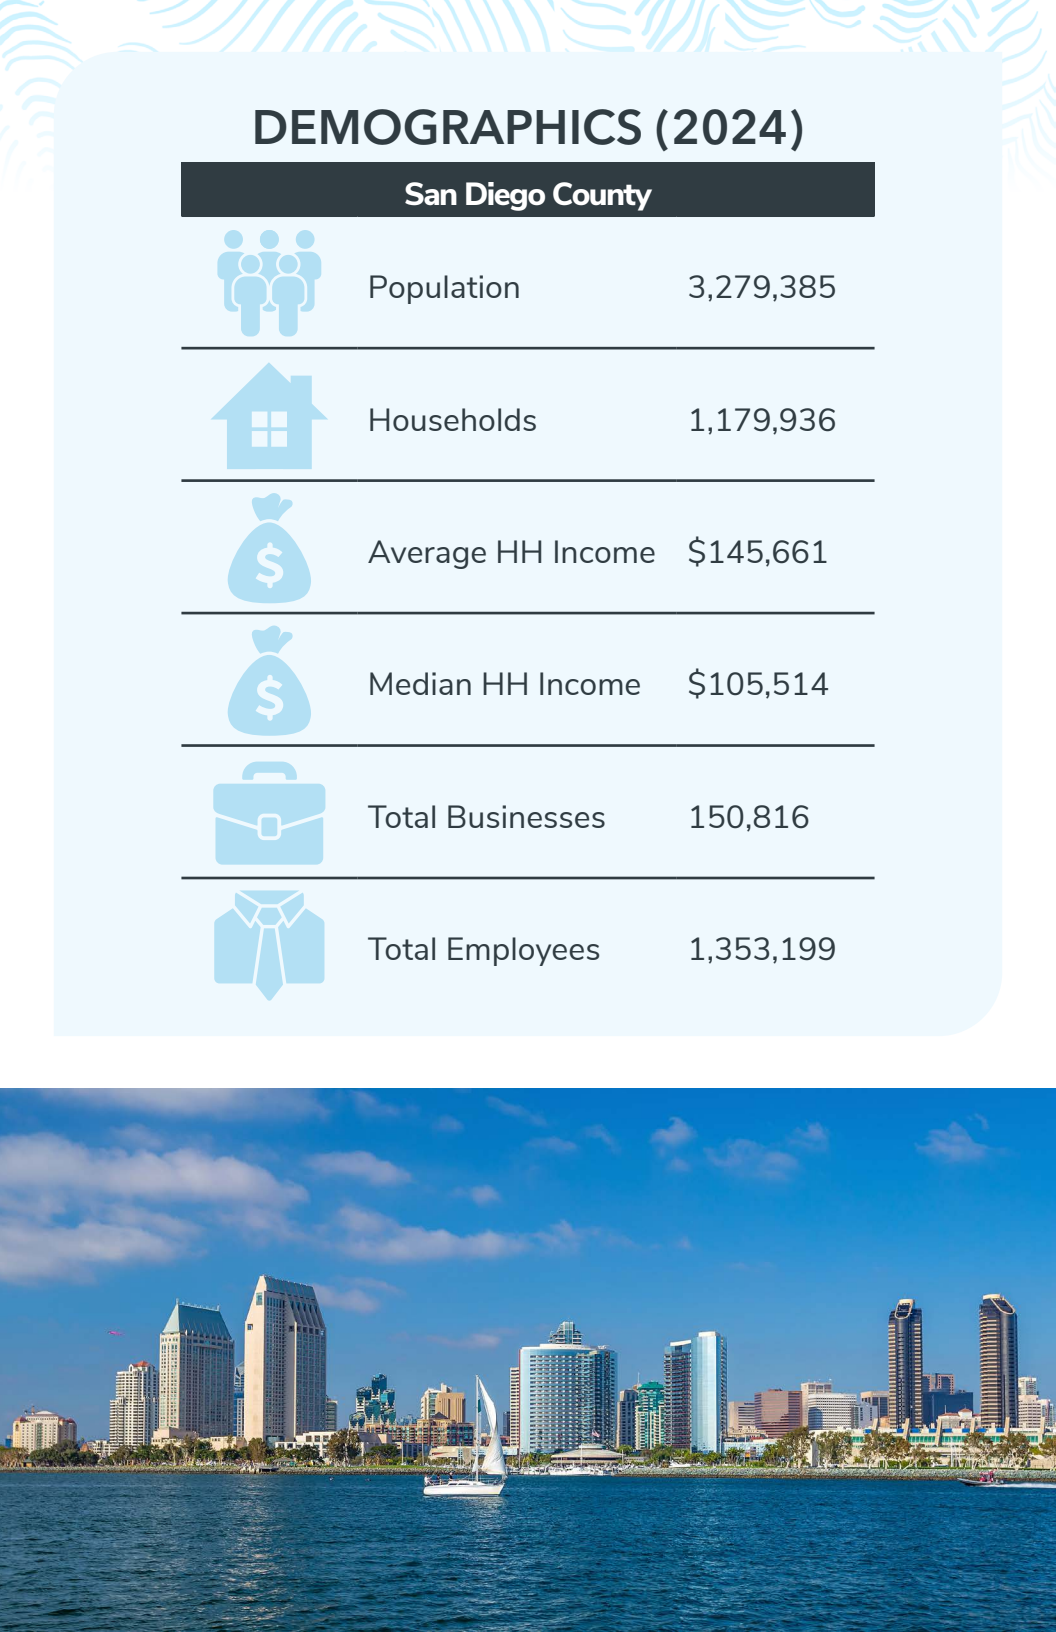 DEMOGRAPHICS (2024)
San Diego County
Population 3,279,385
Households 1,179,936
$
Average HH Income $145,661
$
Median HH Income $105,514
Total Businesses 150,816
Total Employees 1,353,199